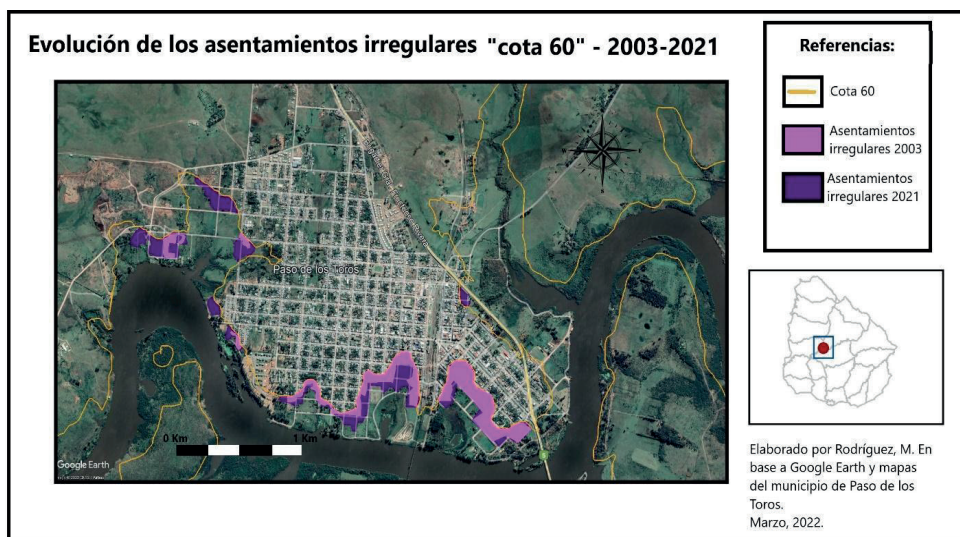 Evolución de los asentamientos irregulares "cota 60" - 2003-2021
Paso de los Toros
0 Km
1 Km
Google Earth
Referencias:
Cota 60
Asentamientos
irregulares 2003
Asentamientos
irregulares 2021
Elaborado por Rodríguez, M. En
base a Google Earth y mapas
del municipio de Paso de los
Toros.
Marzo, 2022.